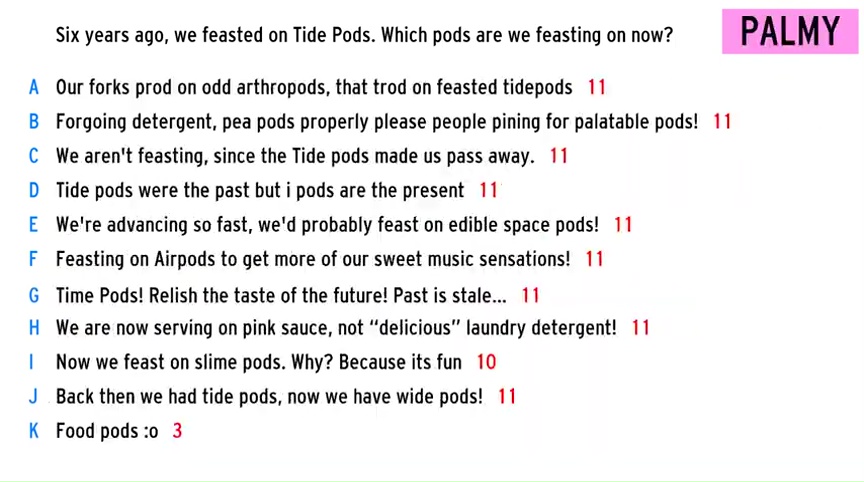 Six years ago, we feasted on Tide Pods. Which pods are we feasting on now?
PALMY
A Our forks prod on odd arthropods, that trod on feasted tidepods 11
B Forgoing detergent, pea pods properly please people pining for palatable pods! 11
C We aren't feasting, since the Tide pods made us pass away. 11
D Tide pods were the past but i pods are the present 11
E We're advancing so fast, we'd probably feast on edible space pods! 11
F Feasting on Airpods to get more of our sweet music sensations! 11
G Time Pods! Relish the taste of the future! Past is stale... 11
H We are now serving on pink sauce, not “delicious” laundry detergent! 11
I Now we feast on slime pods. Why? Because its fun 10
J Back then we had tide pods, now we have wide pods! 11
K Food pods :o 3